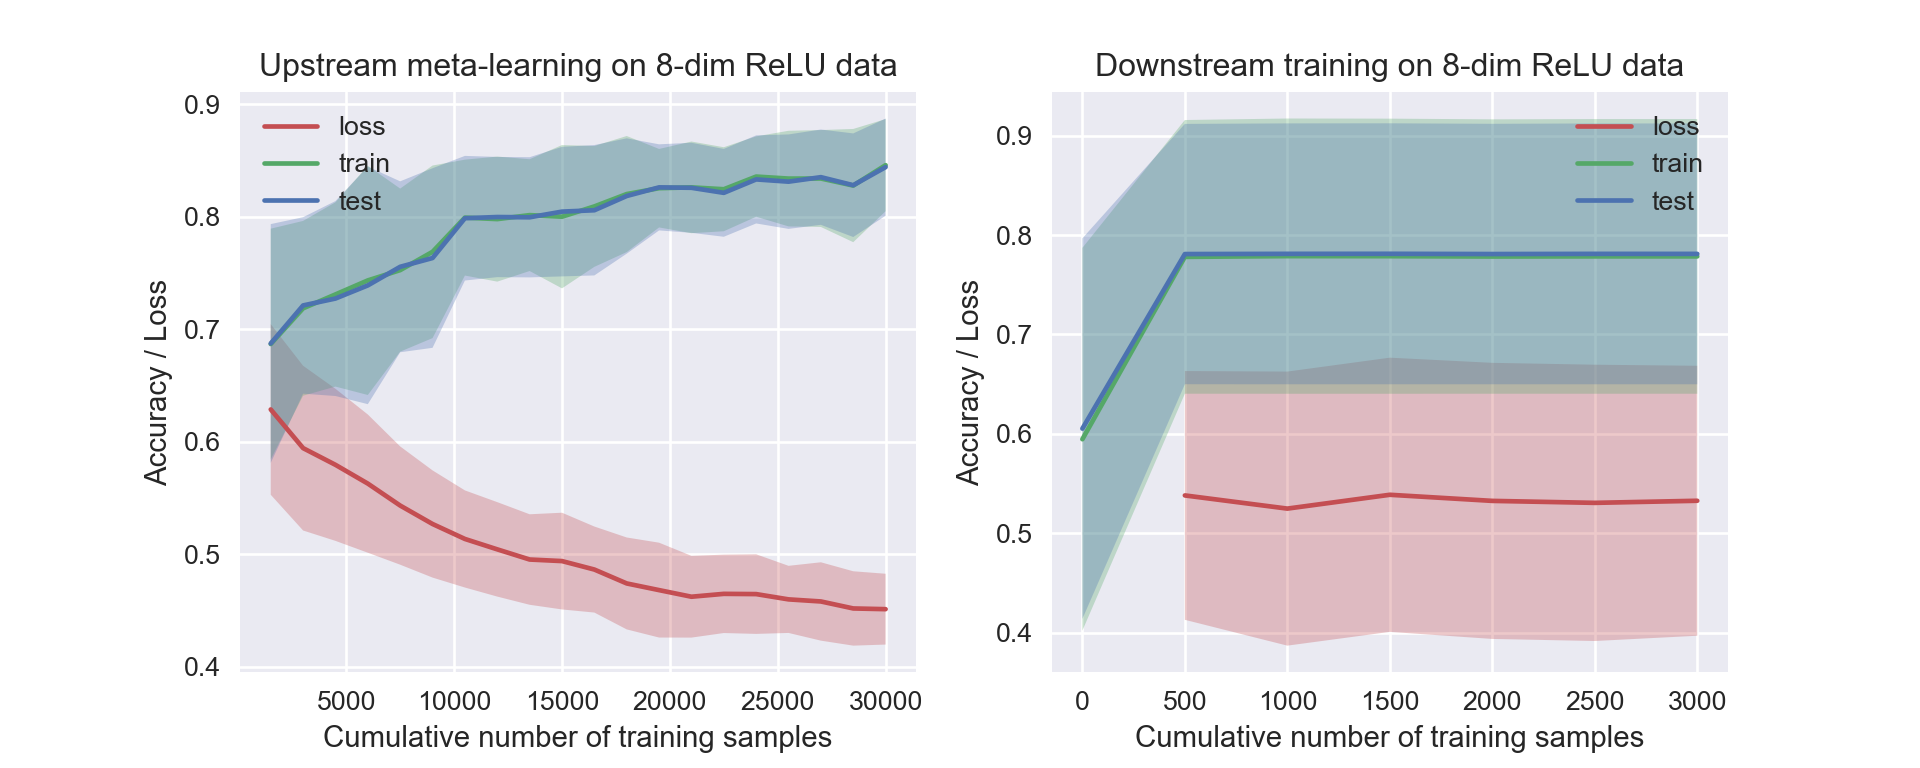 Upstream meta-learning on 8-dim ReLU data
0.9
0.8
0.7
0.6
0.5
0.4
Accuracy / Loss
loss
train
test
5000 10000 15000 20000 25000 30000
Cumulative number of training samples
Downstream training on 8-dim ReLU data
0.9
0.8
0.7
0.6
0.5
0.4
Accuracy / Loss
loss
train
test
0 500 1000 1500 2000 2500 3000
Cumulative number of training samples